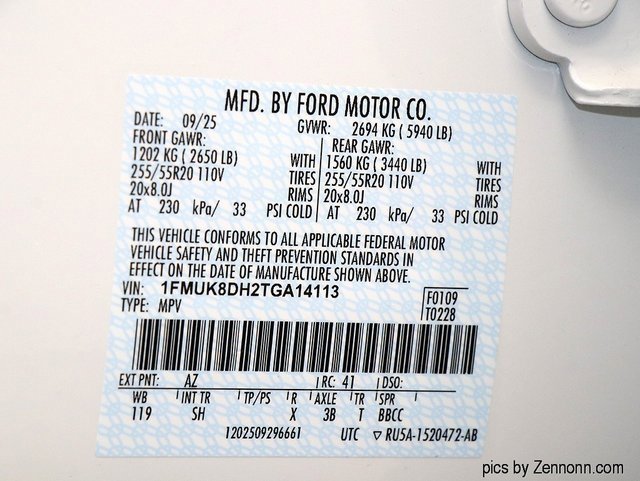 MFD. BY FORD MOTOR CO.
DATE: 09/25 GVWR: 2694 KG ( 5940 LB)
FRONT GAWR: REAR GAWR:
1202 KG ( 2650 LB) WITH 1560 KG ( 3440 LB) WITH
255/55R20 110V TIRES 255/55R20 110V TIRES
20x8.0J RIMS 20x8.0J RIMS
AT 230 kPa/ 33 PSI COLD AT 230 kPa/ 33 PSI COLD
THIS VEHICLE CONFORMS TO ALL APPLICABLE FEDERAL MOTOR
VEHICLE SAFETY AND THEFT PREVENTION STANDARDS IN
EFFECT ON THE DATE OF MANUFACTURE SHOWN ABOVE.
VIN: 1FMUK8DH2TGA14113 F0109
TYPE: MPV T0228
EXT PNT: AZ RC: 41 DSO:
WB INT TR TP/PS R AXLE TR SPR
119 SH X 3B T BBCC
1202509296661 UTC ▽ RU5A-1520472-AB
pics by Zennonn.com